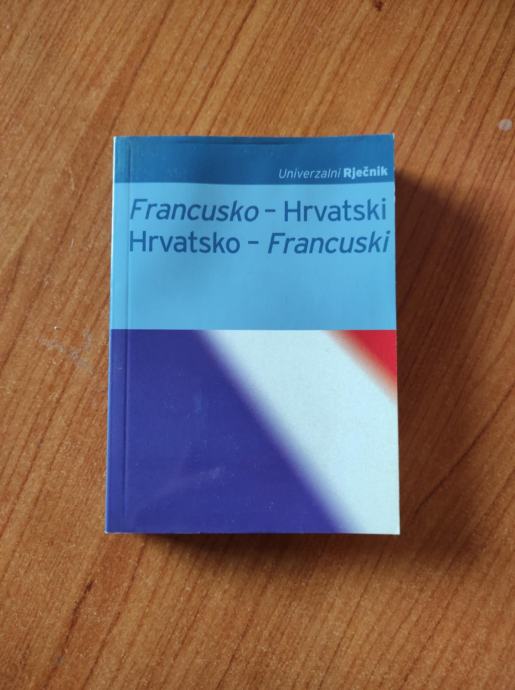 Univerzalni Rječnik
Francusko – Hrvatski
Hrvatsko – Francuski